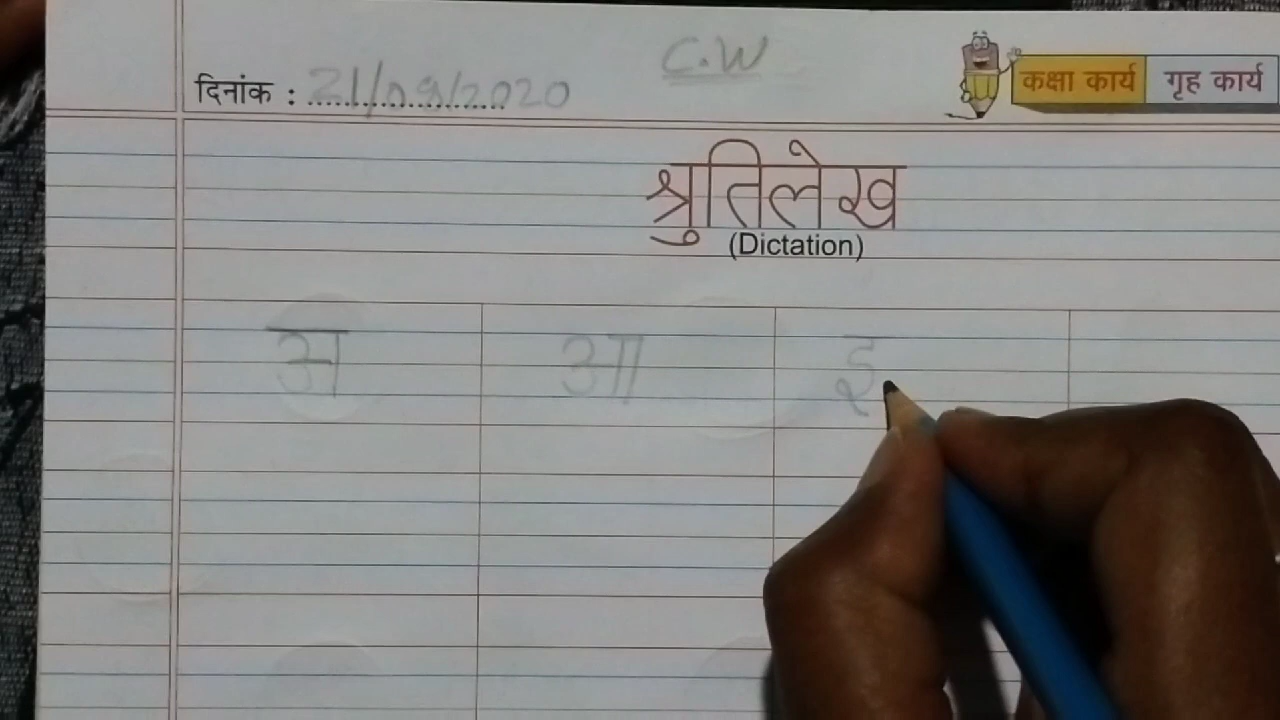 C.W
दिनांक : 21/09/2020
कक्षा कार्य गृह कार्य
श्रुतिलेख
(Dictation)
अ आ इ